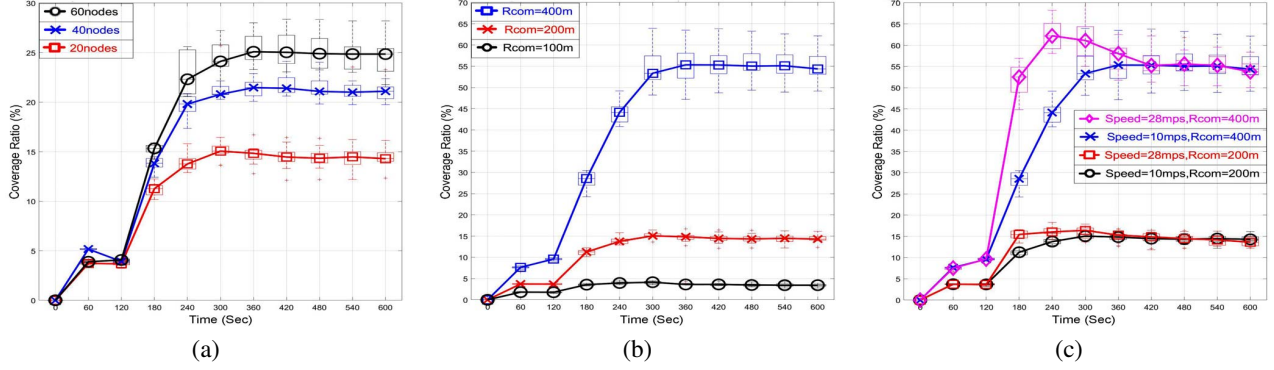 60nodes
40nodes
20nodes
Coverage Ratio (%)
30
25
20
15
10
5
0
0 60 120 180 240 300 360 420 480 540 600
Time (Sec)
(a)
Rcom=400m
Rcom=200m
Rcom=100m
Coverage Ratio (%)
70
65
60
55
50
45
40
35
30
25
20
15
10
5
0
0 60 120 180 240 300 360 420 480 540 600
Time (Sec)
(b)
Speed=28mps,Rcom=400m
Speed=10mps,Rcom=400m
Speed=28mps,Rcom=200m
Speed=10mps,Rcom=200m
Coverage Ratio (%)
70
65
60
55
50
45
40
35
30
25
20
15
10
5
0
0 60 120 180 240 300 360 420 480 540 600
Time (Sec)
(c)